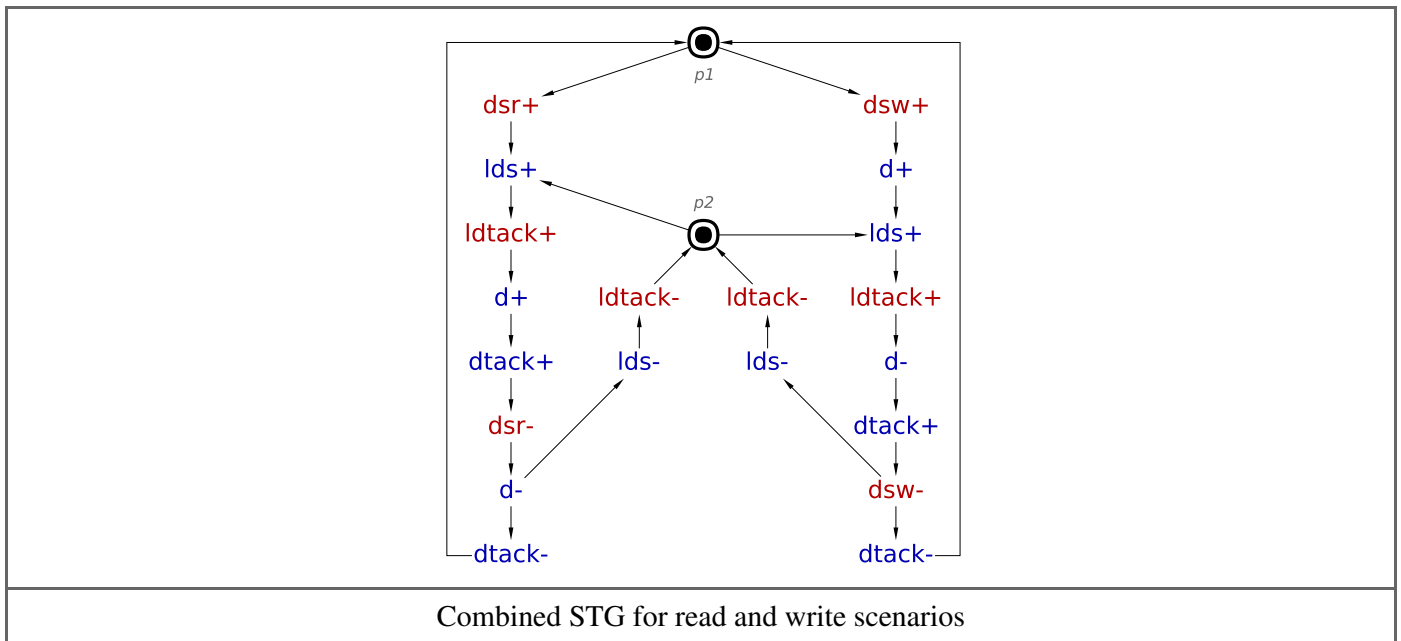 p1
dsr+ dsw+
lds+ d+
p2
ldtack+ lds+
d+ ldtack- ldtack- ldtack+
dtack+ lds- lds- d-
dsr- dtack+
d- dsw-
dtack- dtack-
Combined STG for read and write scenarios